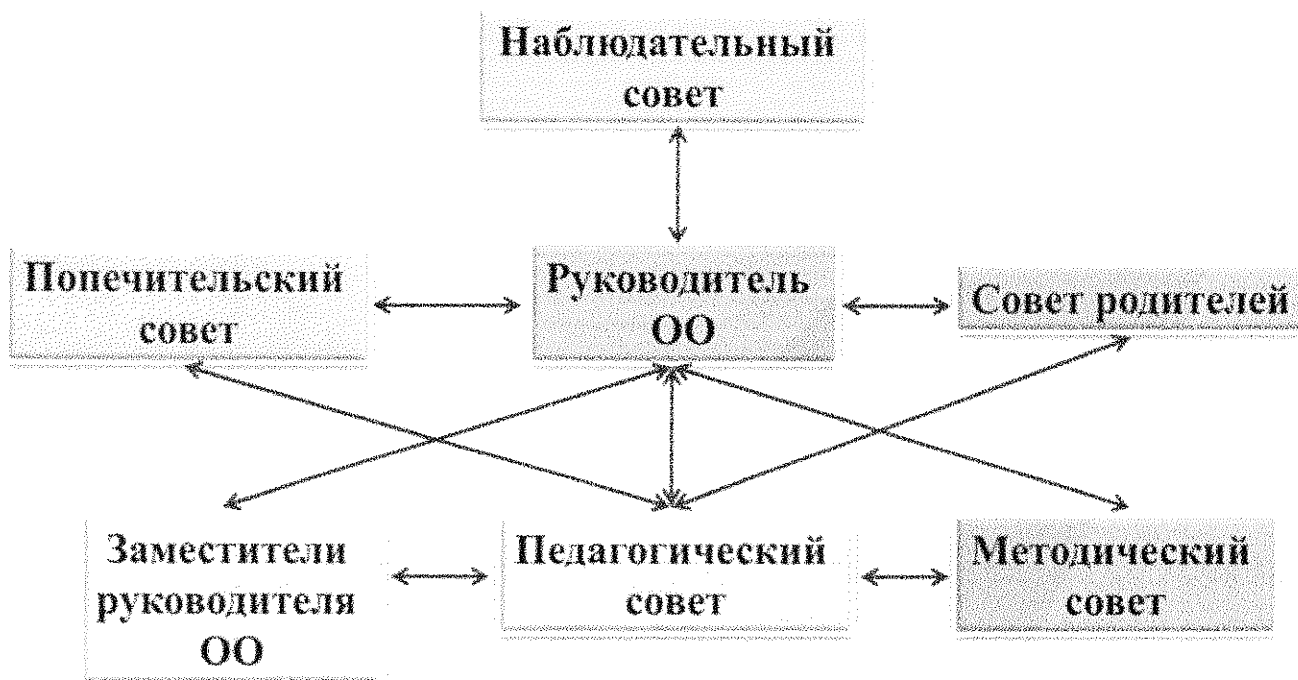 Наблюдательный
совет
Попечительский
совет
Руководитель
ОО
Совет родителей
Заместители
руководителя
ОО
Педагогический
совет
Методический
совет